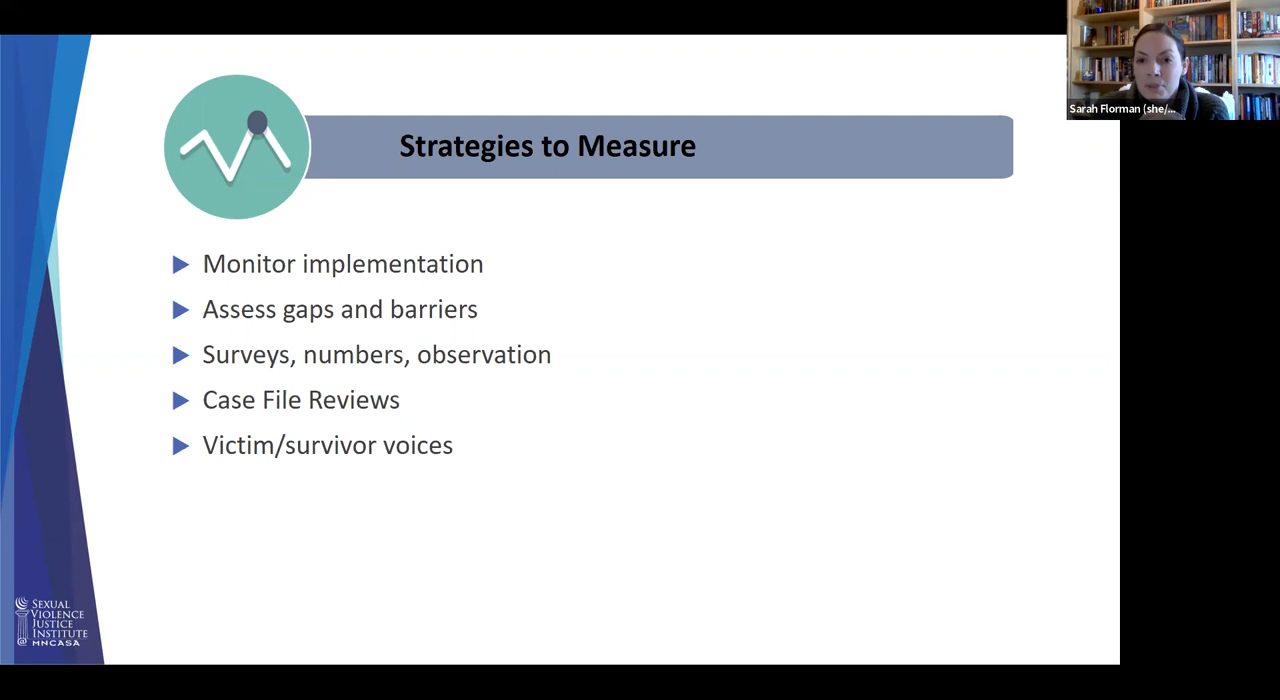 Sarah Florman (she/...
Strategies to Measure
Monitor implementation
Assess gaps and barriers
Surveys, numbers, observation
Case File Reviews
Victim/survivor voices
SEXUAL
VIOLENCE
JUSTICE
INSTITUTE
@ MNCASA